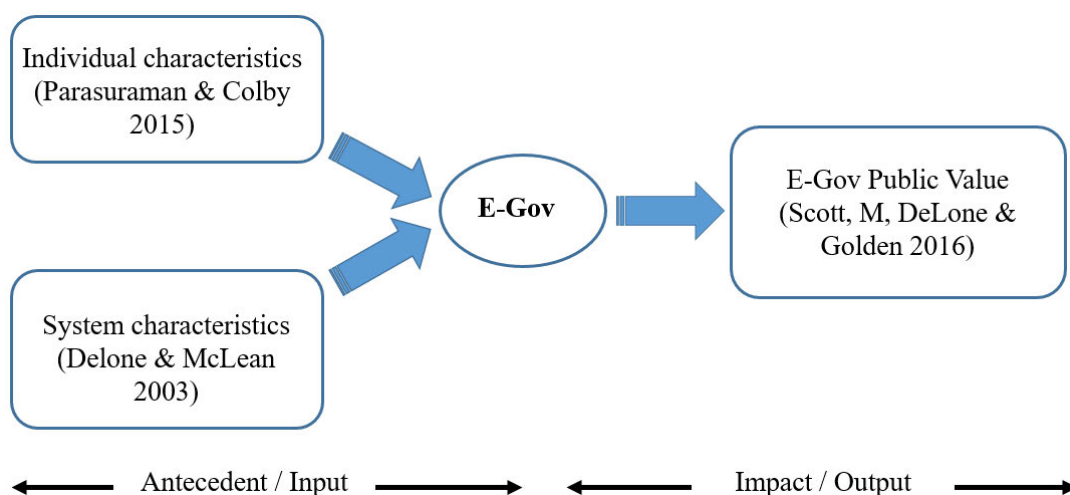 Individual characteristics
(Parasuraman & Colby
2015)
System characteristics
(Delone & McLean
2003)
E-Gov
E-Gov Public Value
(Scott, M, DeLone &
Golden 2016)
Antecedent / Input
Impact / Output